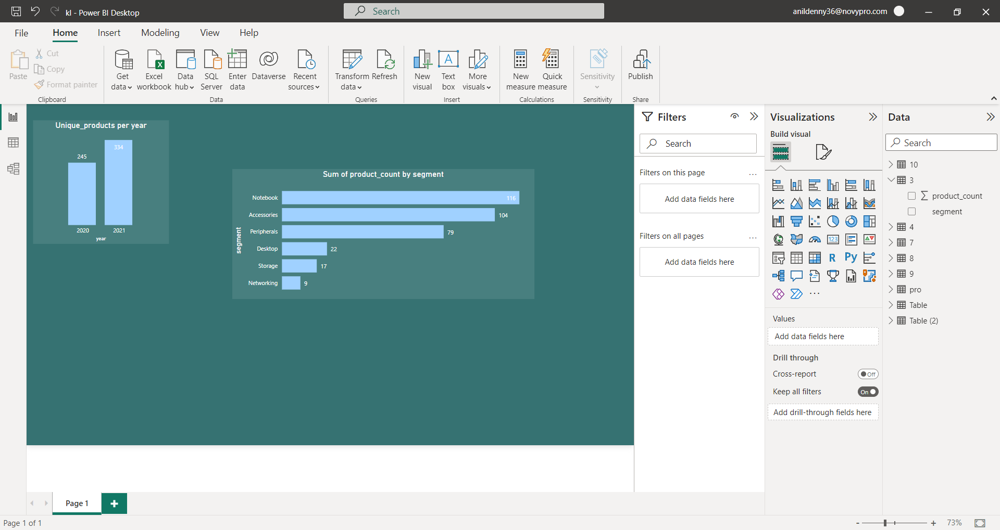 kl - Power BI Desktop
Search
anildenny36@novypro.com
File
Home
Insert
Modeling
View
Help
Paste
Cut
Copy
Format painter
Clipboard
Get data
Excel workbook
Data hub
SQL Server
Enter data
Dataverse
Recent sources
Data
Transform data
Refresh
Queries
New visual
Text box
More visuals
Insert
New measure
Quick measure
Calculations
Sensitivity
Sensitivity
Publish
Share
Unique_products per year
245
334
2020
2021
year
Sum of product_count by segment
segment
Notebook
116
Accessories
104
Peripherals
79
Desktop
22
Storage
17
Networking
9
Filters
Search
Filters on this page
...
Add data fields here
Filters on all pages
...
Add data fields here
Visualizations
Build visual
123
R
Py
...
Values
Add data fields here
Drill through
Cross-report
Off
Keep all filters
On
Add drill-through fields here
Data
Search
10
3
∑ product_count
segment
4
7
8
9
pro
Table
Table (2)
Page 1
+
Page 1 of 1
- + 73%